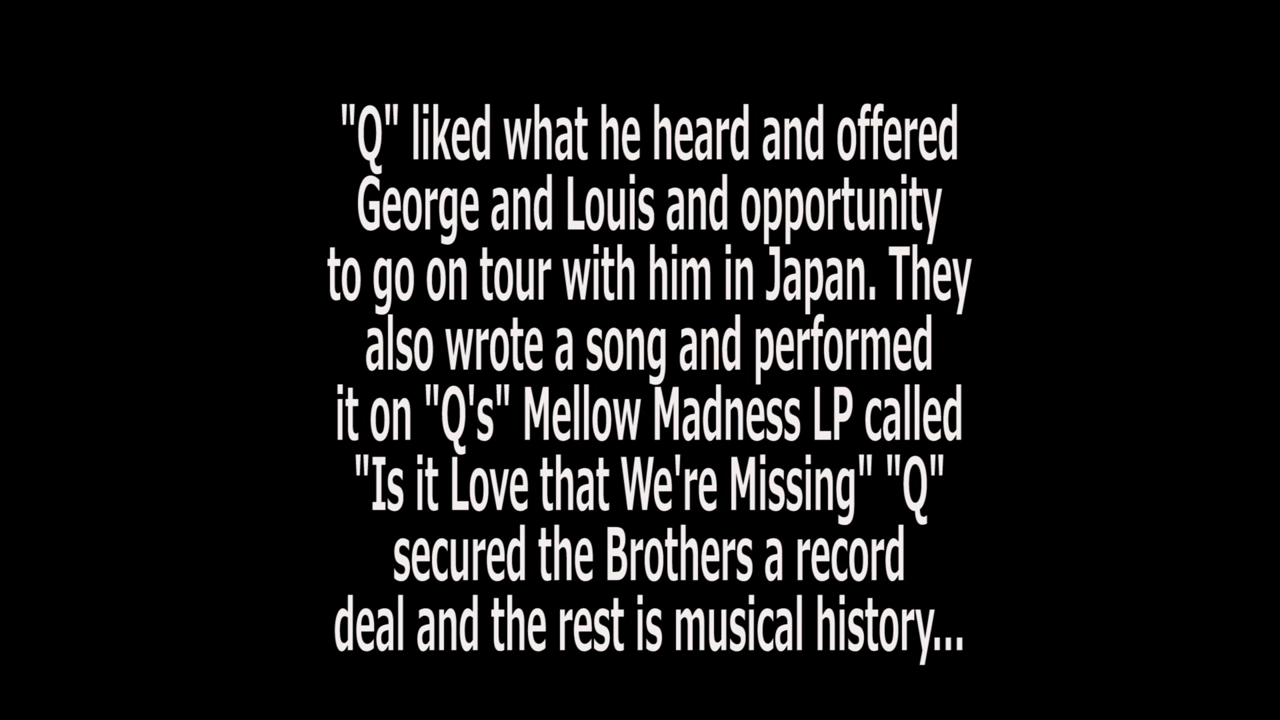 "Q" liked what he heard and offered
George and Louis and opportunity
to go on tour with him in Japan. They
also wrote a song and performed
it on "Q's" Mellow Madness LP called
"Is it Love that We're Missing" "Q"
secured the Brothers a record
deal and the rest is musical history...